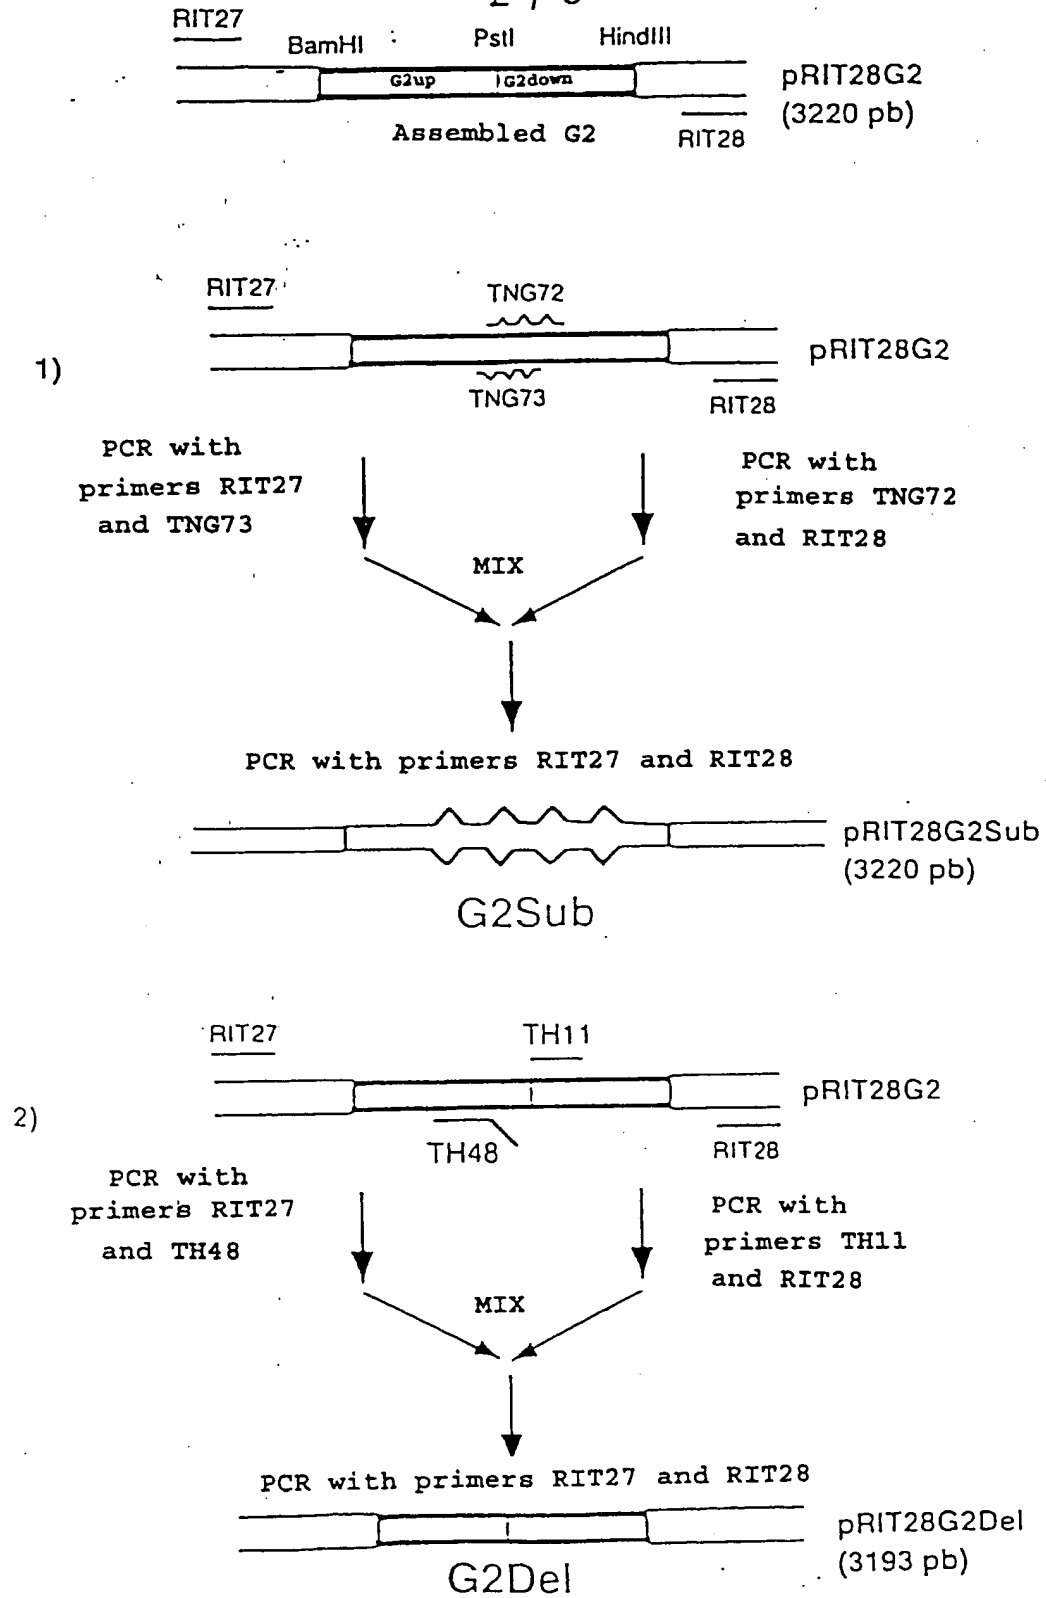 RIT27
BamHI
PstI
HindIII
G2up
G2down
pRIT28G2
(3220 pb)
Assembled G2
RIT28
RIT27
TNG72
1)
pRIT28G2
TNG73
RIT28
PCR with
primers RIT27
and TNG73
PCR with
primers TNG72
and RIT28
MIX
PCR with primers RIT27 and RIT28
pRIT28G2Sub
(3220 pb)
G2Sub
RIT27
TH11
2)
pRIT28G2
TH48
RIT28
PCR with
primers RIT27
and TH48
PCR with
primers TH11
and RIT28
MIX
PCR with primers RIT27 and RIT28
pRIT28G2Del
(3193 pb)
G2Del